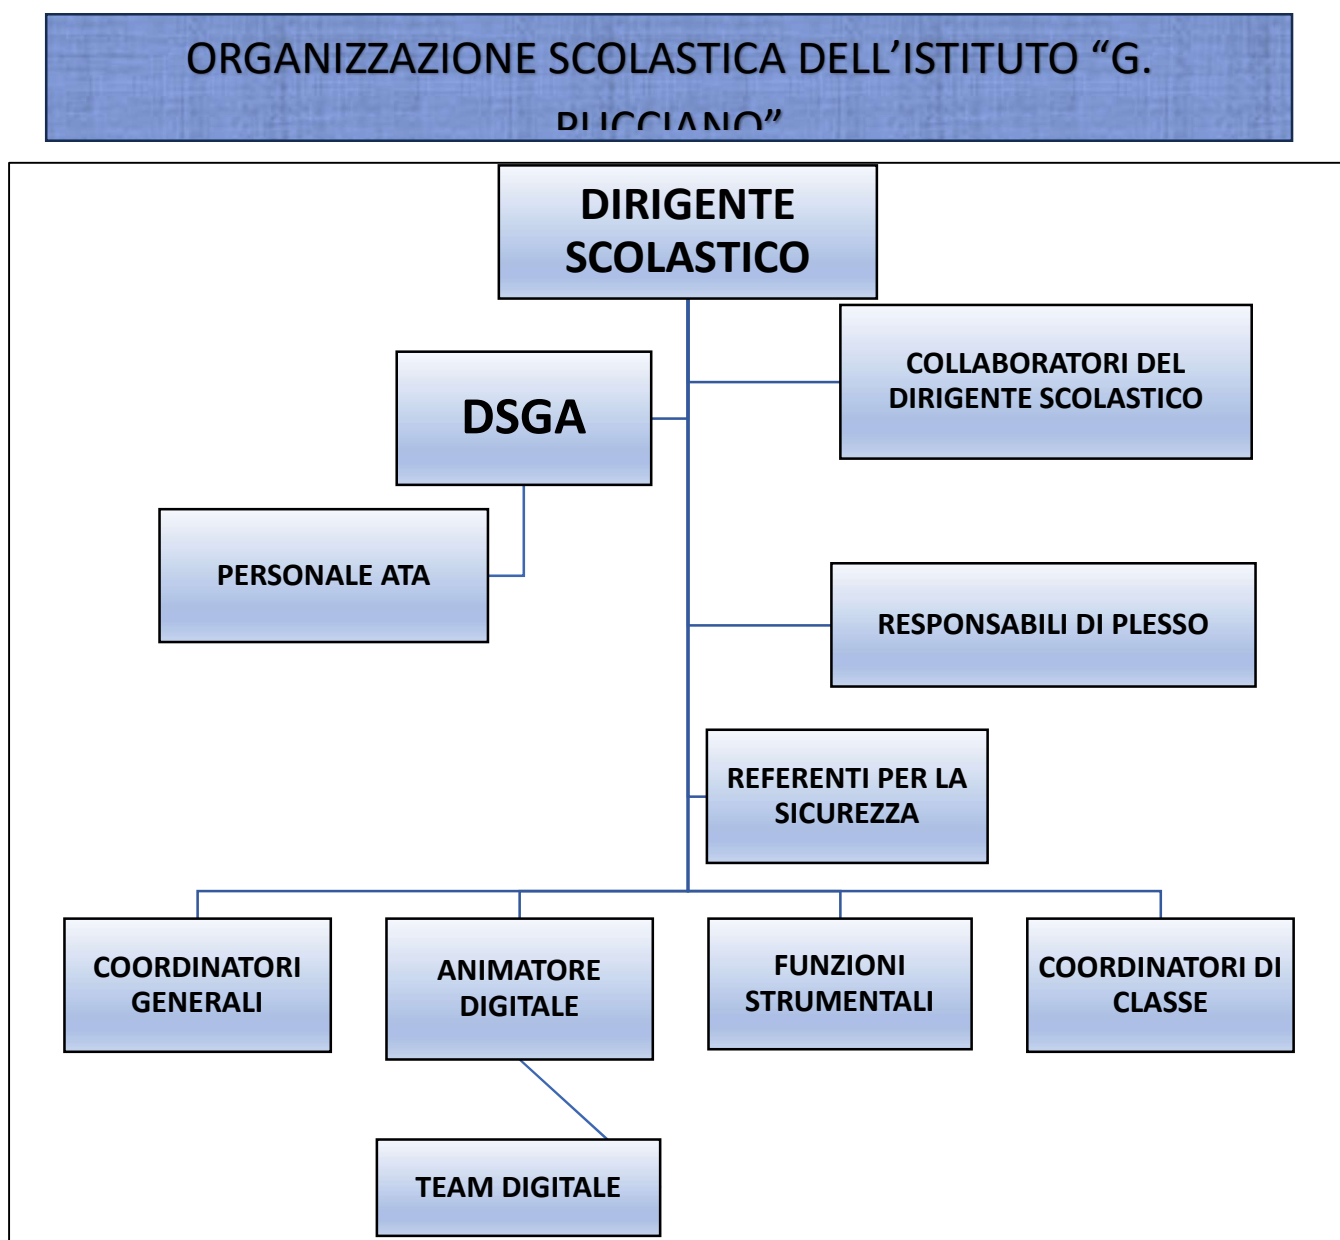 ORGANIZZAZIONE SCOLASTICA DELL’ISTITUTO “G.
DIRIGENTE
SCOLASTICO
COLLABORATORI DEL
DIRIGENTE SCOLASTICO
DSGA
PERSONALE ATA
RESPONSABILI DI PLESSO
REFERENTI PER LA
SICUREZZA
COORDINATORI
GENERALI
ANIMATORE
DIGITALE
FUNZIONI
STRUMENTALI
COORDINATORI DI
CLASSE
TEAM DIGITALE